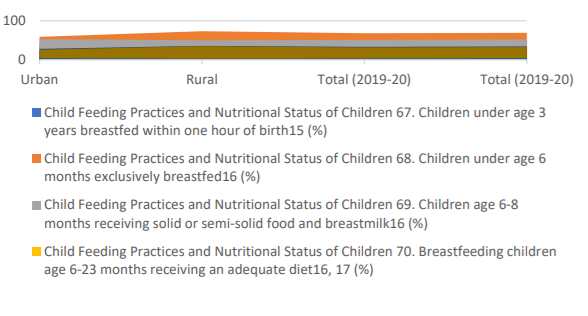 100
0
Urban Rural Total (2019-20) Total (2019-20)
Child Feeding Practices and Nutritional Status of Children 67. Children under age 3
years breastfed within one hour of birth15 (%)
Child Feeding Practices and Nutritional Status of Children 68. Children under age 6
months exclusively breastfed16 (%)
Child Feeding Practices and Nutritional Status of Children 69. Children age 6-8
months receiving solid or semi-solid food and breastmilk16 (%)
Child Feeding Practices and Nutritional Status of Children 70. Breastfeeding children
age 6-23 months receiving an adequate diet16, 17 (%)